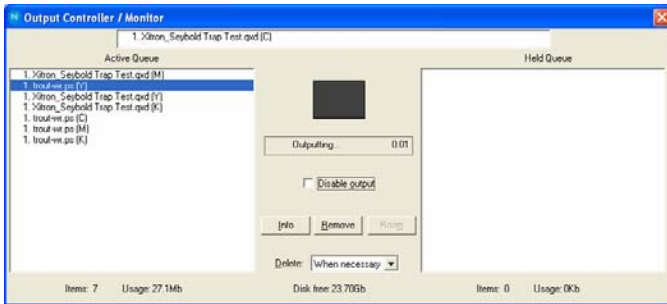 Output Controller / Monitor
1. Xitron_Seybold Trap Test.qxd (C)
Active Queue
Held Queue
1. Xitron_Seybold Trap Test.qxd (M)
1. trout-wr.ps (Y)
1. Xitron_Seybold Trap Test.qxd (Y)
1. Xitron_Seybold Trap Test.qxd (K)
1. trout-wr.ps (C)
1. trout-wr.ps (M)
1. trout-wr.ps (K)
Outputting... 0:01
Disable output
Info Remove
Delete: When necessary
Items: 7 Usage: 27.1Mb Disk free: 23.70Gb Items: 0 Usage: 0Kb